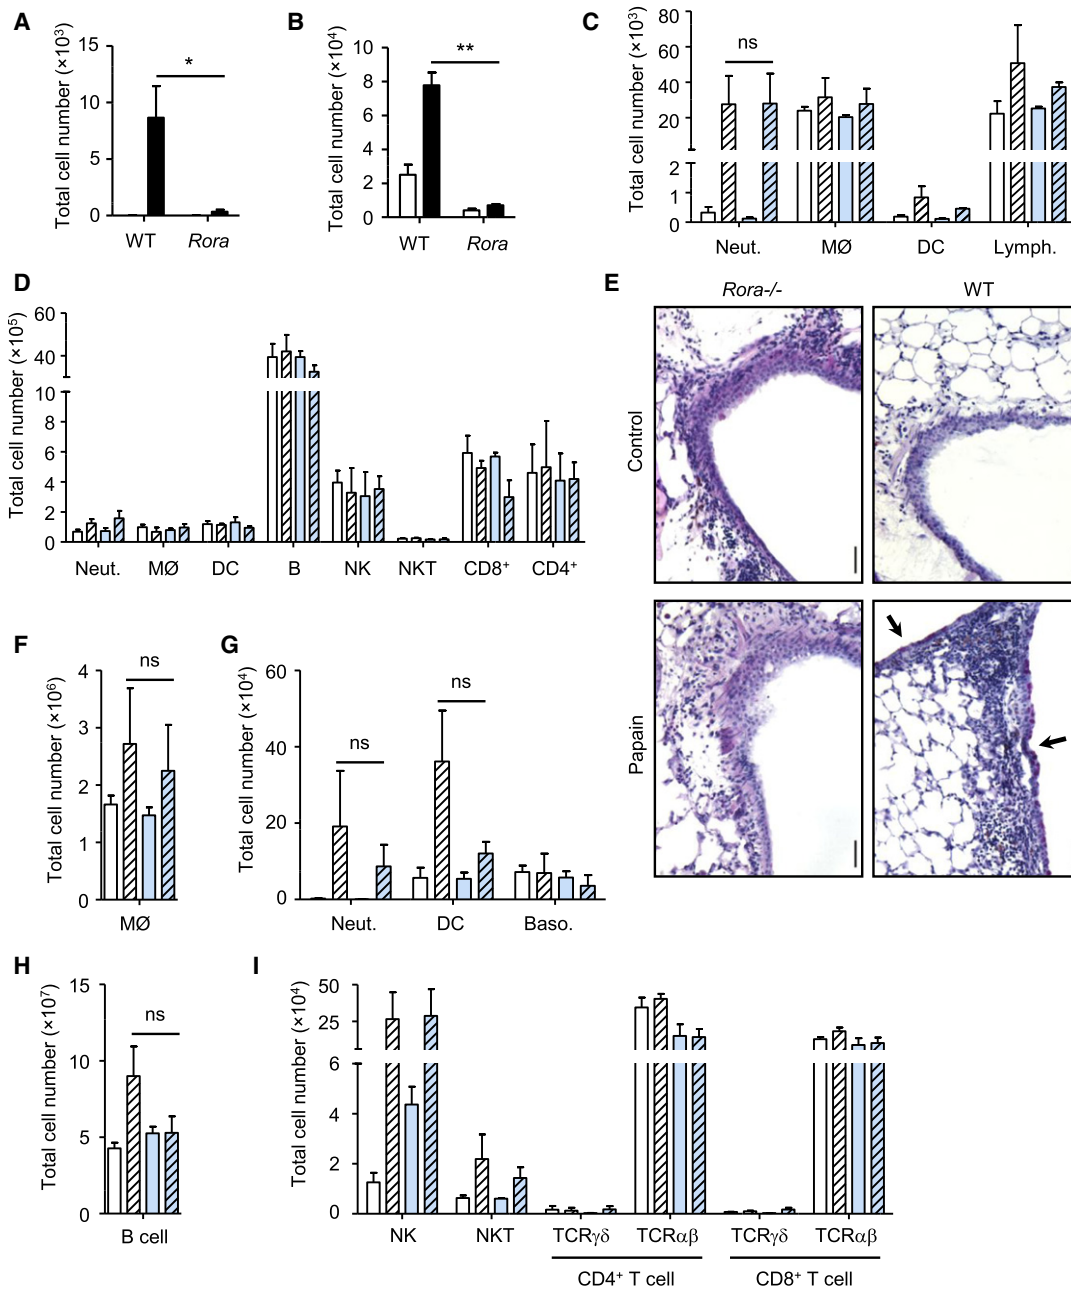 A
Total cell number (×10³)
15
10
5
0
*
WT
Rora
B
Total cell number (×10⁴)
10
8
6
4
2
0
**
WT
Rora
C
Total cell number (×10³)
80
60
40
20
2
1
0
ns
Neut.
MØ
DC
Lymph.
D
Total cell number (×10⁵)
60
40
10
8
6
4
2
0
Neut.
MØ
DC
B
NK
NKT
CD8⁺
CD4⁺
E
Rora-/-
WT
Control
Papain
F
Total cell number (×10⁶)
4
3
2
1
0
ns
MØ
G
Total cell number (×10⁴)
60
40
20
0
ns
ns
Neut.
DC
Baso.
H
Total cell number (×10⁷)
15
10
5
0
ns
B cell
I
Total cell number (×10⁴)
50
25
6
4
2
0
NK
NKT
TCRγδ
TCRαβ
TCRγδ
TCRαβ
CD4⁺ T cell
CD8⁺ T cell